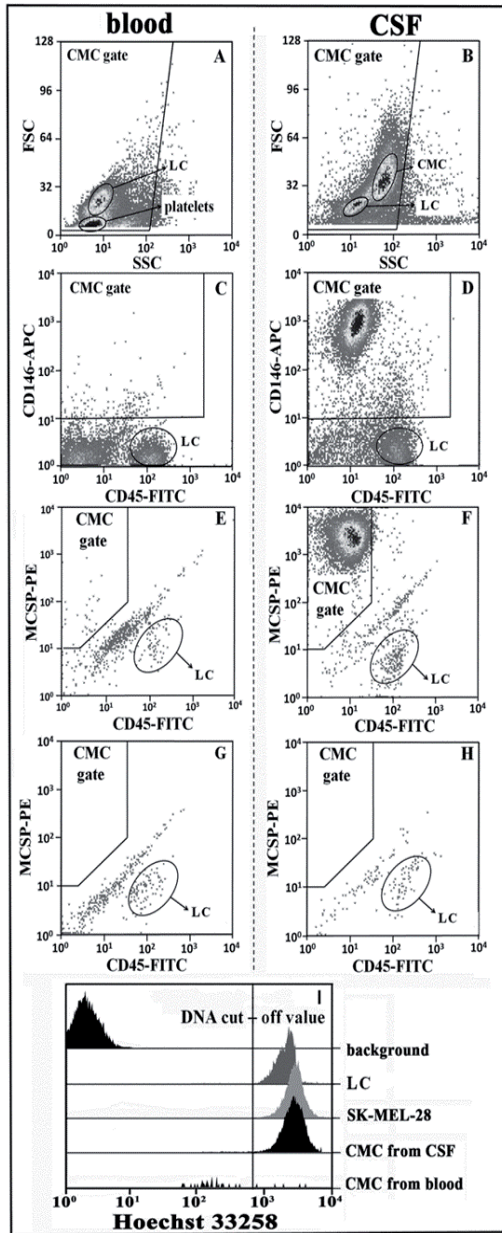 blood CSF
CMC gate A
128
96
64
32
0
FSC
LC
platelets
10⁰ 10¹ 10² 10³ 10⁴
SSC
CMC gate B
128
96
64
32
0
FSC
CMC
LC
10⁰ 10¹ 10² 10³ 10⁴
SSC
CMC gate C
10⁴
10³
10²
10¹
10⁰
CD146-APC
LC
10⁰ 10¹ 10² 10³ 10⁴
CD45-FITC
CMC gate D
10⁴
10³
10²
10¹
10⁰
CD146-APC
LC
10⁰ 10¹ 10² 10³ 10⁴
CD45-FITC
CMC
gate
E
10⁴
10³
10²
10¹
10⁰
MCSP-PE
LC
10⁰ 10¹ 10² 10³ 10⁴
CD45-FITC
F
CMC
gate
10⁴
10³
10²
10¹
10⁰
MCSP-PE
LC
10⁰ 10¹ 10² 10³ 10⁴
CD45-FITC
CMC
gate
G
10⁴
10³
10²
10¹
10⁰
MCSP-PE
LC
10⁰ 10¹ 10² 10³ 10⁴
CD45-FITC
CMC
gate
H
10⁴
10³
10²
10¹
10⁰
MCSP-PE
LC
10⁰ 10¹ 10² 10³ 10⁴
CD45-FITC
I
DNA cut – off value
background
LC
SK-MEL-28
CMC from CSF
CMC from blood
10⁰ 10¹ 10² 10³ 10⁴
Hoechst 33258